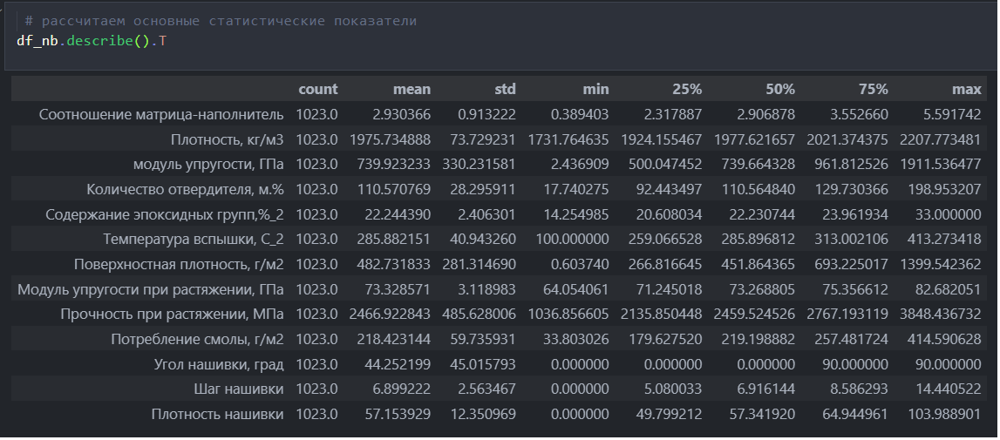 # рассчитаем основные статистические показатели
df_nb.describe().T
count mean std min 25% 50% 75% max
Соотношение матрица-наполнитель 1023.0 2.930366 0.913222 0.389403 2.317887 2.906878 3.552660 5.591742
Плотность, кг/м3 1023.0 1975.734888 73.729231 1731.764635 1924.155467 1977.621657 2021.374375 2207.773481
модуль упругости, ГПа 1023.0 739.923233 330.231581 2.436909 500.047452 739.664328 961.812526 1911.536477
Количество отвердителя, м.% 1023.0 110.570769 28.295911 17.740275 92.443497 110.564840 129.730366 198.953207
Содержание эпоксидных групп,%_2 1023.0 22.244390 2.406301 14.254985 20.608034 22.230744 23.961934 33.000000
Температура вспышки, С_2 1023.0 285.882151 40.943260 100.000000 259.066528 285.896812 313.002106 413.273418
Поверхностная плотность, г/м2 1023.0 482.731833 281.314690 0.603740 266.816645 451.864365 693.225017 1399.542362
Модуль упругости при растяжении, ГПа 1023.0 73.328571 3.118983 64.054061 71.245018 73.268805 75.356612 82.682051
Прочность при растяжении, МПа 1023.0 2466.922843 485.628006 1036.856605 2135.850448 2459.524526 2767.193119 3848.436732
Потребление смолы, г/м2 1023.0 218.423144 59.735931 33.803026 179.627520 219.198882 257.481724 414.590628
Угол нашивки, град 1023.0 44.252199 45.015793 0.000000 0.000000 0.000000 90.000000 90.000000
Шаг нашивки 1023.0 6.899222 2.563467 0.000000 5.080033 6.916144 8.586293 14.440522
Плотность нашивки 1023.0 57.153929 12.350969 0.000000 49.799212 57.341920 64.944961 103.988901